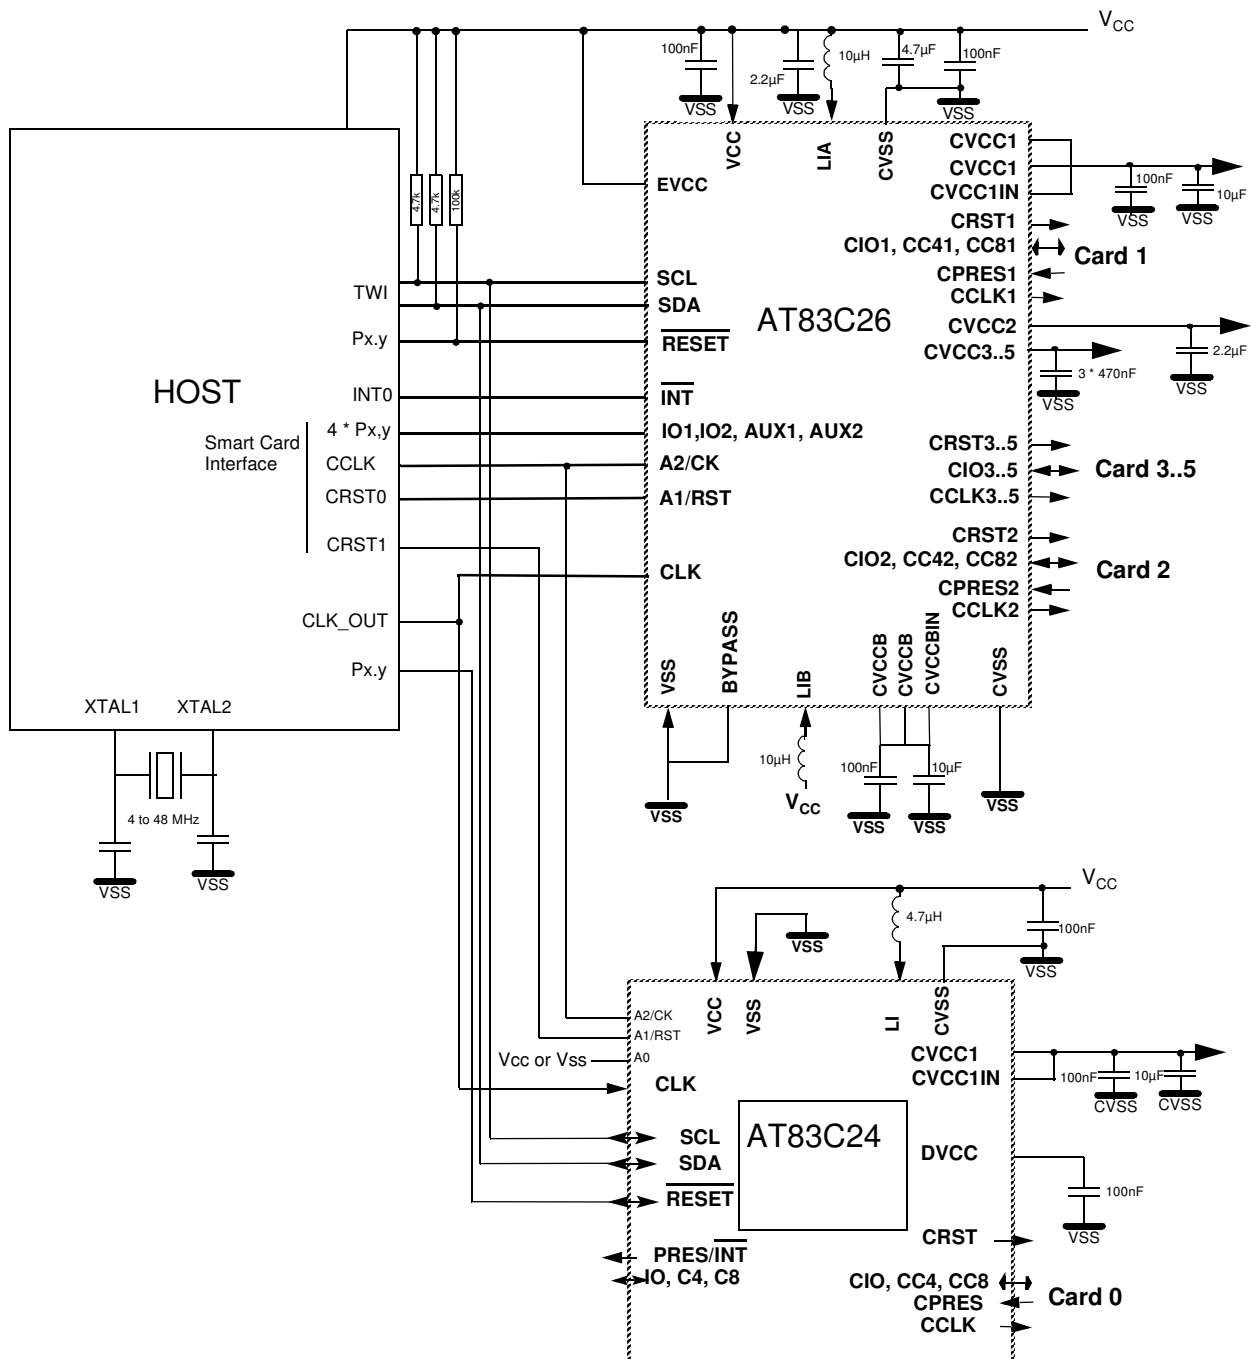 V_CC
100nF
2.2µF
10µH
4.7µF
100nF
VSS
VSS
VSS
VCC
LIA
CVSS
CVCC1
CVCC1
CVCC1IN
100nF
10µF
VSS
VSS
EVCC
4.7k
4.7k
100k
CRST1
CIO1, CC41, CC81
Card 1
CPRES1
CCLK1
TWI
SCL
SDA
AT83C26
CVCC2
Px.y
RESET
CVCC3..5
2.2µF
3 * 470nF
VSS
VSS
HOST
INT0
INT
4 * Px,y
IO1,IO2, AUX1, AUX2
Smart Card
Interface
CCLK
A2/CK
CRST0
A1/RST
CRST1
CRST3..5
CIO3..5
Card 3..5
CCLK3..5
CRST2
CIO2, CC42, CC82
Card 2
CPRES2
CCLK2
CLK
CLK_OUT
Px.y
VSS
BYPASS
LIB
CVCCB
CVCCB
CVCCBIN
CVSS
XTAL1
XTAL2
4 to 48 MHz
VSS
VSS
10µH
V_CC
100nF
10µF
VSS
VSS
VSS
VSS
V_CC
4.7µH
VSS
100nF
VSS
VCC
VSS
LI
CVSS
A2/CK
A1/RST
Vcc or Vss
A0
CLK
CVCC1
CVCC1IN
100nF
10µF
CVSS
CVSS
AT83C24
SCL
SDA
RESET
DVCC
100nF
VSS
PRES/INT
IO, C4, C8
CRST
CIO, CC4, CC8
Card 0
CPRES
CCLK